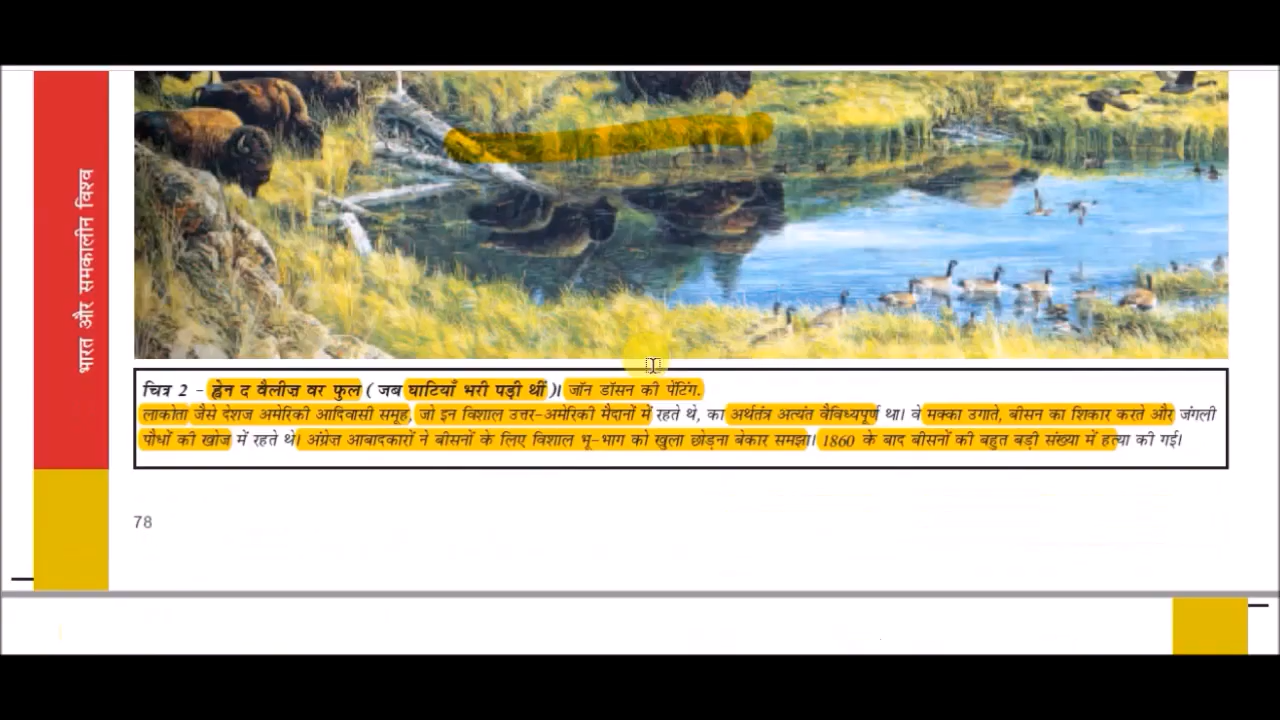 भारत और समकालीन विश्व
चित्र 2 - ह्वेन द वैलीज़ वर फुल ( जब घाटियाँ भरी पड़ी थीं )। जॉन डॉसन की पेंटिंग.
लाकोता जैसे देशज अमेरिकी आदिवासी समूह, जो इन विशाल उत्तर-अमेरिकी मैदानों में रहते थे, का अर्थतंत्र अत्यंत वैविध्यपूर्ण था। वे मक्का उगाते, बीसन का शिकार करते और जंगली
पौधों की खोज में रहते थे। अंग्रेज आबादकारों ने बीसनों के लिए विशाल भू-भाग को खुला छोड़ना बेकार समझा। 1860 के बाद बीसनों की बहुत बड़ी संख्या में हत्या की गई।
78